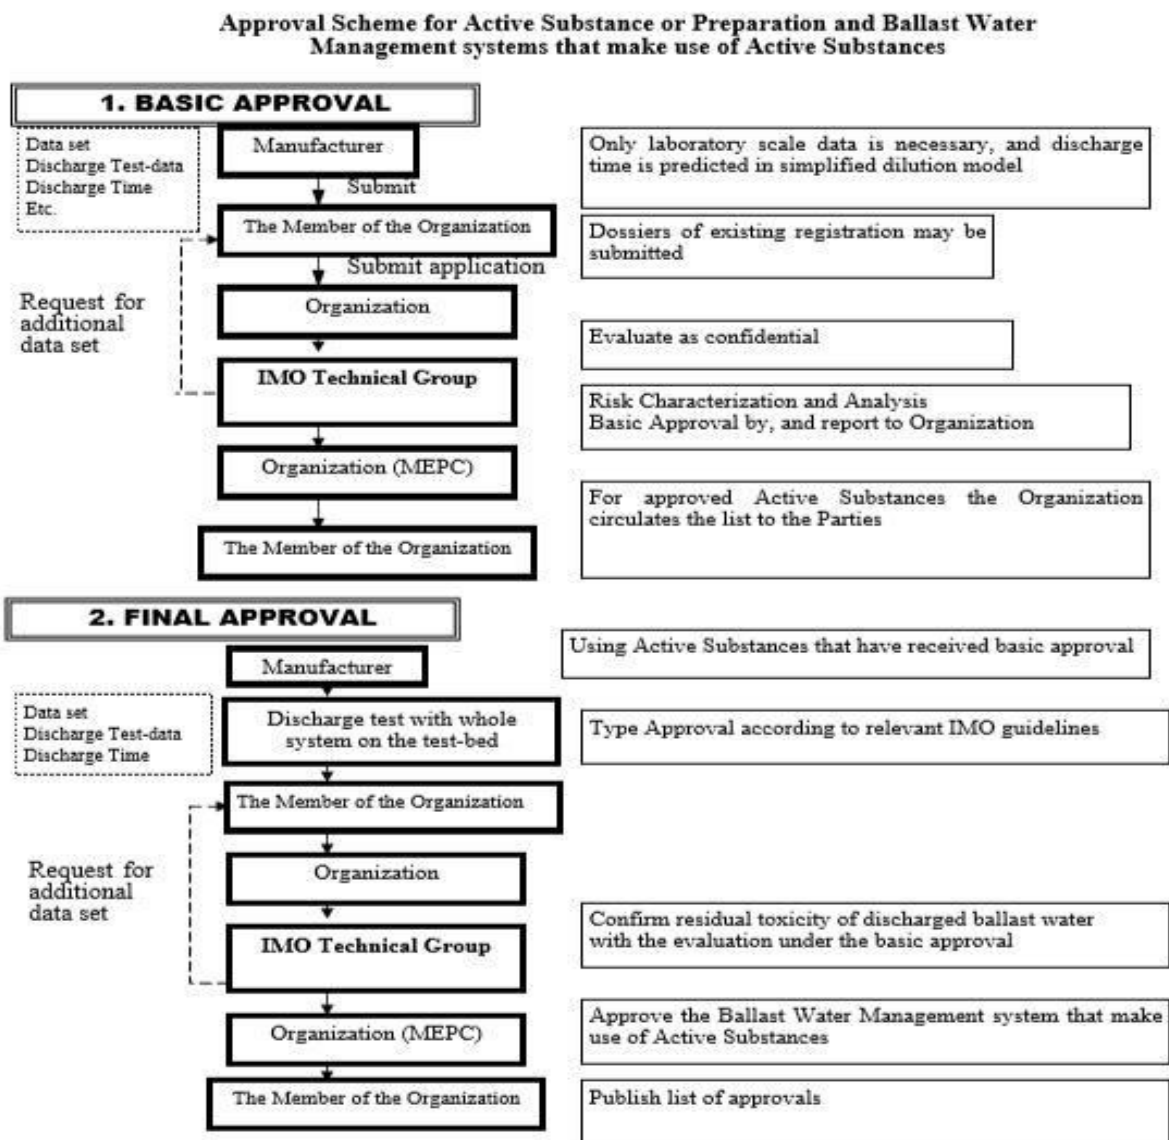 Approval Scheme for Active Substance or Preparation and Ballast Water
Management systems that make use of Active Substances
1. BASIC APPROVAL
Data set
Discharge Test-data
Discharge Time
Etc.
Manufacturer
Only laboratory scale data is necessary, and discharge
time is predicted in simplified dilution model
Submit
The Member of the Organization
Dossiers of existing registration may be
submitted
Submit application
Request for
additional
data set
Organization
Evaluate as confidential
IMO Technical Group
Risk Characterization and Analysis
Basic Approval by, and report to Organization
Organization (MEPC)
For approved Active Substances the Organization
circulates the list to the Parties
The Member of the Organization
2. FINAL APPROVAL
Manufacturer
Using Active Substances that have received basic approval
Data set
Discharge Test-data
Discharge Time
Discharge test with whole
system on the test-bed
Type Approval according to relevant IMO guidelines
The Member of the Organization
Request for
additional
data set
Organization
IMO Technical Group
Confirm residual toxicity of discharged ballast water
with the evaluation under the basic approval
Organization (MEPC)
Approve the Ballast Water Management system that make
use of Active Substances
The Member of the Organization
Publish list of approvals